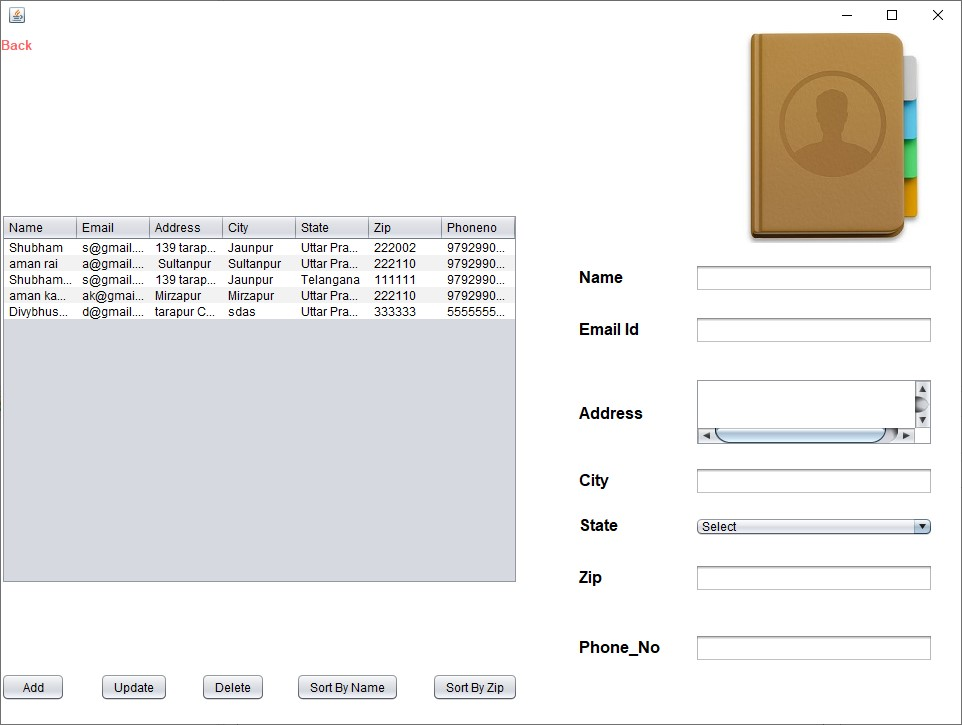 Back
Name Email Address City State Zip Phoneno
Shubham s@gmail.... 139 tarap... Jaunpur Uttar Pra... 222002 9792990...
aman rai a@gmail.... Sultanpur Sultanpur Uttar Pra... 222110 9792990...
Shubham... s@gmail.... 139 tarap... Jaunpur Telangana 111111 9792990...
aman ka... ak@gmai... Mirzapur Mirzapur Uttar Pra... 222110 9792990...
Divybhus... d@gmail.... tarapur C... sdas Uttar Pra... 333333 5555555...
Name
Email Id
Address
City
State Select
Zip
Phone_No
Add Update Delete Sort By Name Sort By Zip